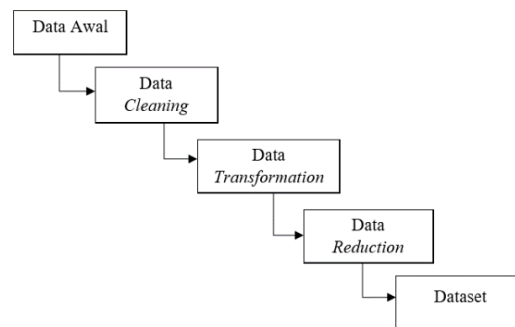 Data Awal
Data
Cleaning
Data
Transformation
Data
Reduction
Dataset